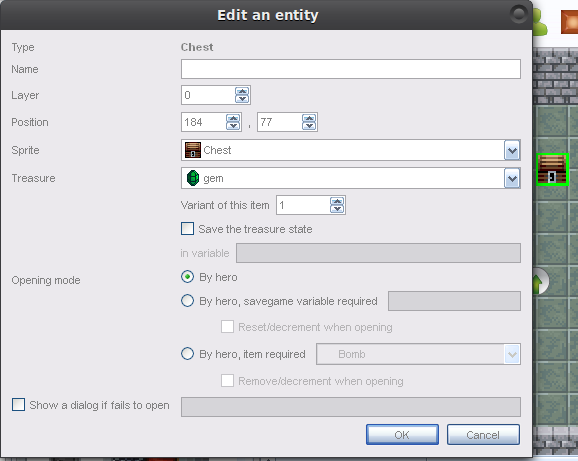 Edit an entity
Type Chest
Name
Layer 0
Position 184 , 77
Sprite Chest
Treasure gem
Variant of this item 1
Save the treasure state
in variable
Opening mode By hero
By hero, savegame variable required
Reset/decrement when opening
By hero, item required Bomb
Remove/decrement when opening
Show a dialog if fails to open
OK Cancel